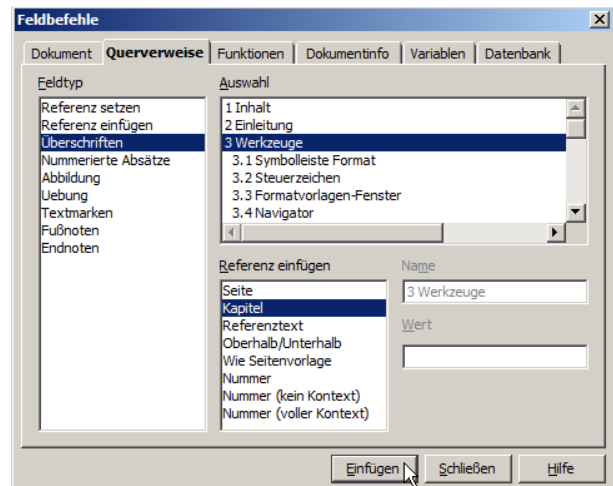 Feldbefehle
Dokument Querverweise Funktionen Dokumentinfo Variablen Datenbank
Feldtyp
Referenz setzen
Referenz einfügen
Überschriften
Nummerierte Absätze
Abbildung
Uebung
Textmarken
Fußnoten
Endnoten
Auswahl
1 Inhalt
2 Einleitung
3 Werkzeuge
3.1 Symbolleiste Format
3.2 Steuerzeichen
3.3 Formatvorlagen-Fenster
3.4 Navigator
Referenz einfügen
Seite
Kapitel
Referenztext
Oberhalb/Unterhalb
Wie Seitenvorlage
Nummer
Nummer (kein Kontext)
Nummer (voller Kontext)
Name
3 Werkzeuge
Wert
Einfügen Schließen Hilfe